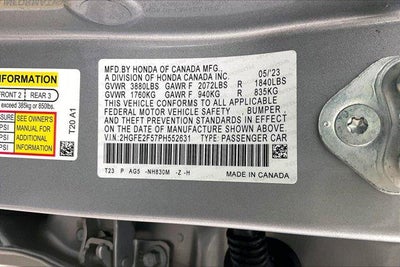 FRONT 2 REAR 3
exceed 385kg or 850lbs.
PSI SEE OWNER'S
PSI MANUAL FOR
PSI ADDITIONAL
INFORMATION
T20 A1
MFD.BY HONDA OF CANADA MFG.,
A DIVISION OF HONDA CANADA INC. 05/'23
GVWR 3880LBS GAWR F 2072LBS R 1840LBS
GVWR 1760KG GAWR F 940KG R 835KG
THIS VEHICLE CONFORMS TO ALL APPLICABLE
FEDERAL MOTOR VEHICLE SAFETY, BUMPER,
AND THEFT PREVENTION STANDARDS IN EFFECT
ON THE DATE OF MANUFACTURE SHOWN ABOVE.
V.I.N.:2HGFE2F57PH552631 TYPE: PASSENGER CAR
T23 P AG5 -NH830M -Z -H MADE IN CANADA